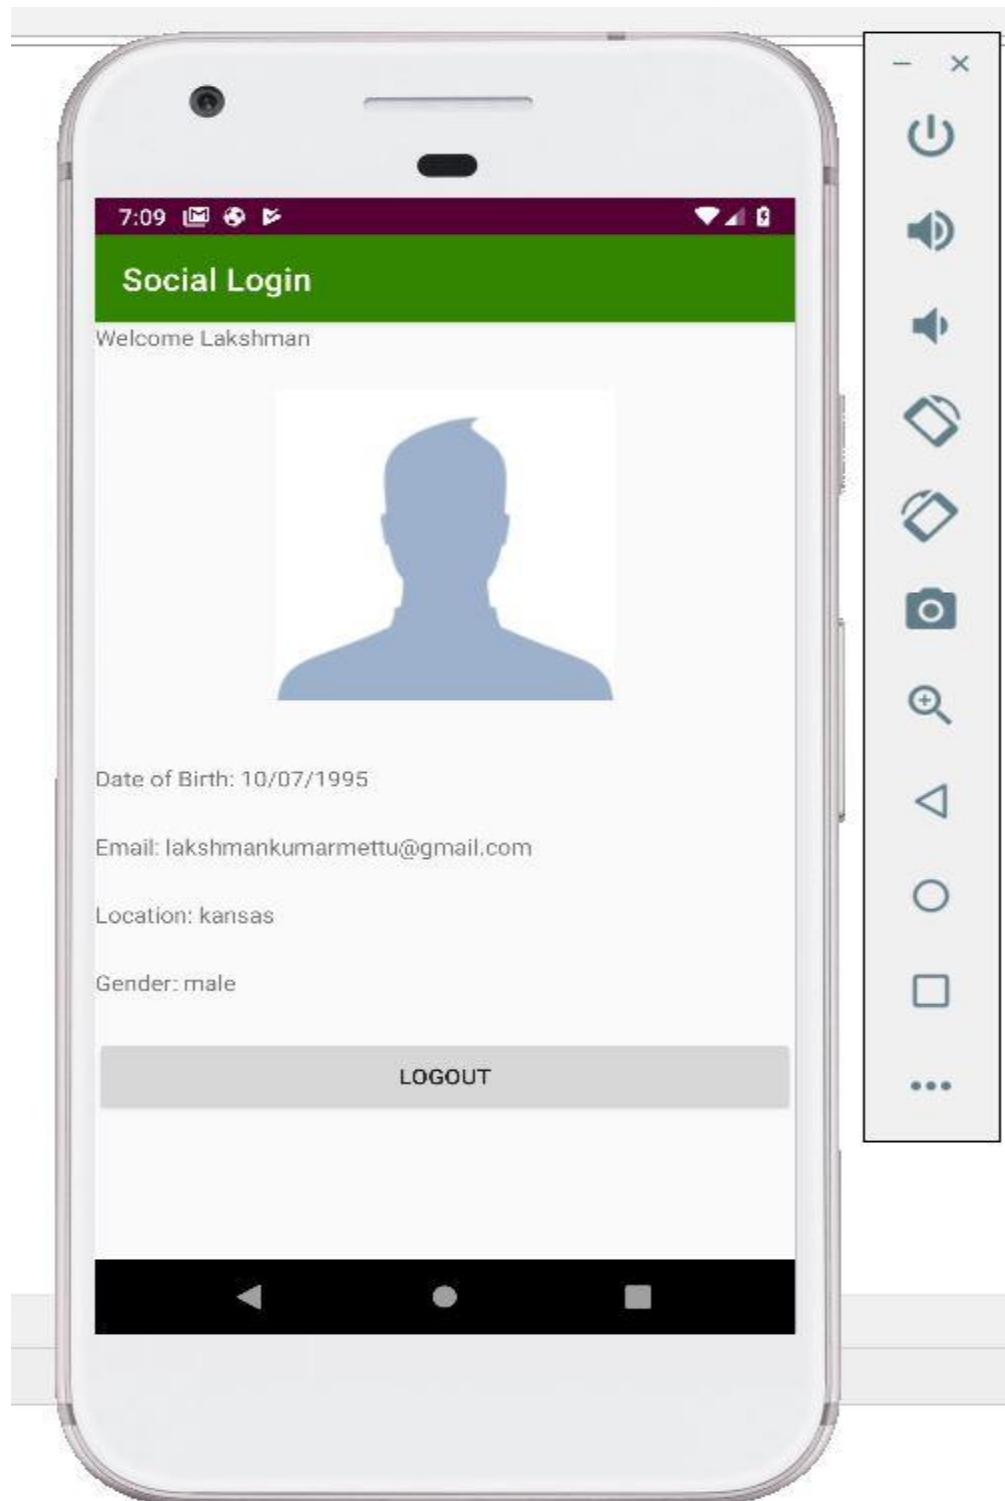 7:09
Social Login
Welcome Lakshman
Date of Birth: 10/07/1995
Email: lakshmankumarmettu@gmail.com
Location: kansas
Gender: male
LOGOUT